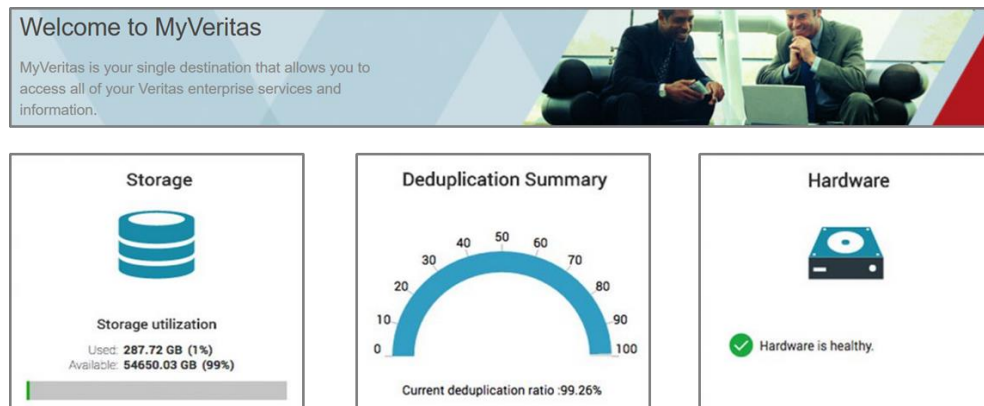 Welcome to MyVeritas
MyVeritas is your single destination that allows you to
access all of your Veritas enterprise services and
information.
Storage
Storage utilization
Used: 287.72 GB (1%)
Available: 54650.03 GB (99%)
Deduplication Summary
0 10 20 30 40 50 60 70 80 90 100
Current deduplication ratio :99.26%
Hardware
Hardware is healthy.